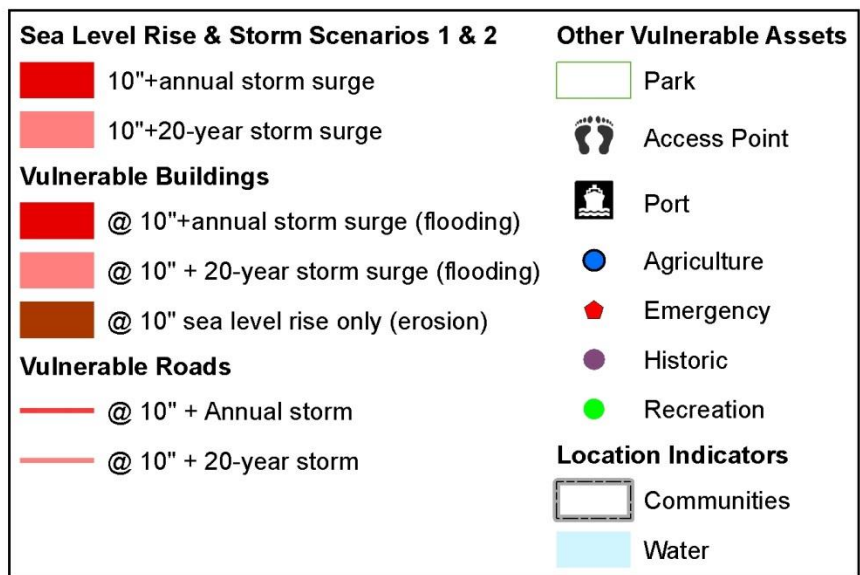 Sea Level Rise & Storm Scenarios 1 & 2
10"+annual storm surge
10"+20-year storm surge
Vulnerable Buildings
@ 10"+annual storm surge (flooding)
@ 10" + 20-year storm surge (flooding)
@ 10" sea level rise only (erosion)
Vulnerable Roads
@ 10" + Annual storm
@ 10" + 20-year storm
Other Vulnerable Assets
Park
Access Point
Port
Agriculture
Emergency
Historic
Recreation
Location Indicators
Communities
Water